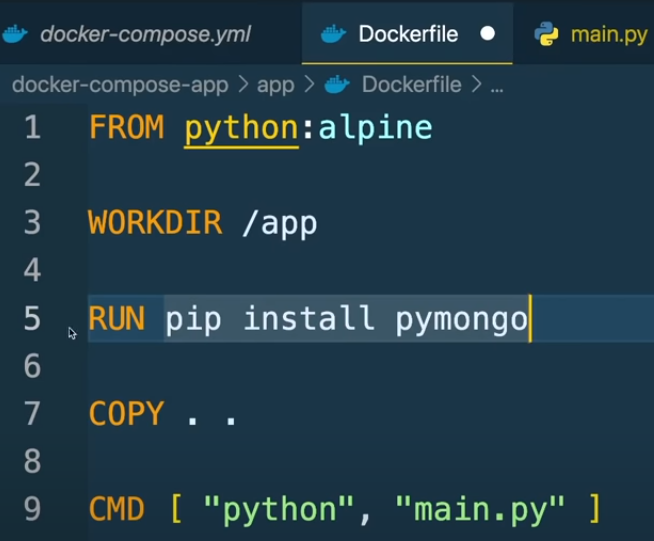 docker-compose.yml Dockerfile main.py
docker-compose-app > app > Dockerfile > ...
1 FROM python:alpine
2
3 WORKDIR /app
4
5 RUN pip install pymongo
6
7 COPY . .
8
9 CMD [ "python", "main.py" ]